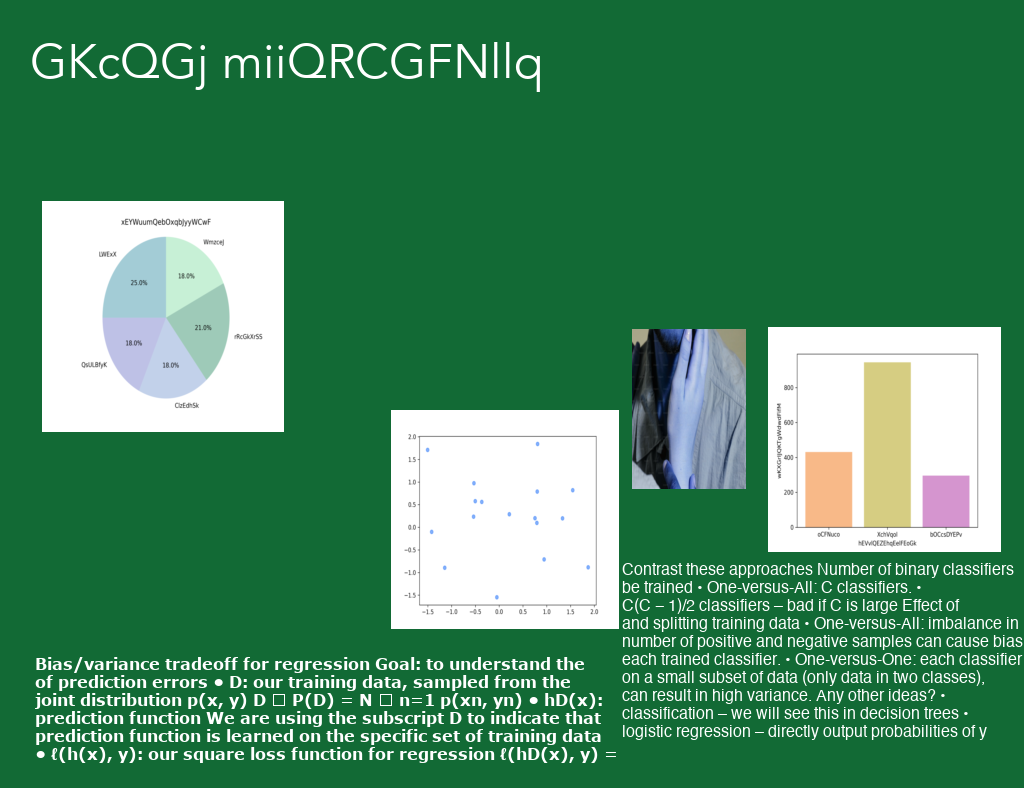 GKcQGj miiQRCGFNllq
xEYWuumQebOxqbJyyWCwF
WmzceJ
LWExX
18.0%
25.0%
21.0%
rRcGkXrSS
18.0%
18.0%
QsULBfyK
CizEdhSk
2.0
1.5
1.0
0.5
0.0
−0.5
−1.0
−1.5
−1.5 −1.0 −0.5 0.0 0.5 1.0 1.5 2.0
800
600
400
200
0
oCFNuco XchVqol bOCcsDYEPv
Contrast these approaches Number of binary classifiers
be trained • One-versus-All: C classifiers. •
C(C − 1)/2 classifiers – bad if C is large Effect of
and splitting training data • One-versus-All: imbalance in
number of positive and negative samples can cause bias
each trained classifier. • One-versus-One: each classifier
on a small subset of data (only data in two classes),
can result in high variance. Any other ideas? •
classification – we will see this in decision trees •
logistic regression – directly output probabilities of y
Bias/variance tradeoff for regression Goal: to understand the
of prediction errors ● D: our training data, sampled from the
joint distribution p(x, y) D □ P(D) = N □ n=1 p(xn, yn) ● hD(x):
prediction function We are using the subscript D to indicate that
prediction function is learned on the specific set of training data
● ℓ(h(x), y): our square loss function for regression ℓ(hD(x), y) =